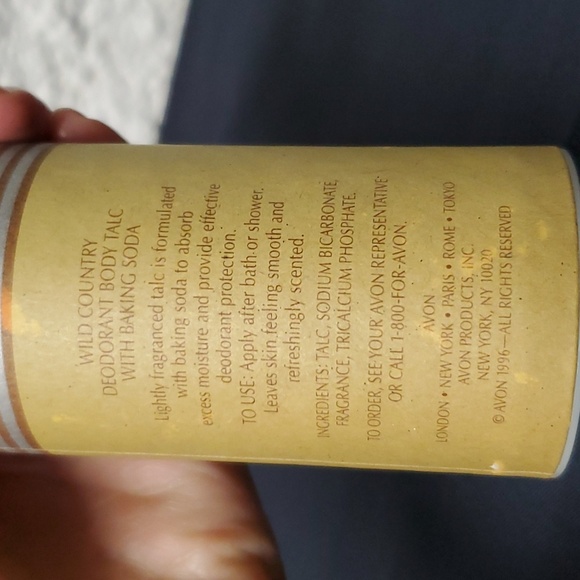 WILD COUNTRY
DEODORANT BODY TALC
WITH BAKING SODA
Lightly fragranced talc is formulated
with baking soda to absorb
excess moisture and provide effective
deodorant protection.
TO USE: Apply after bath or shower.
Leaves skin feeling smooth and
refreshingly scented.
INGREDIENTS: TALC, SODIUM BICARBONATE,
FRAGRANCE, TRICALCIUM PHOSPHATE.
TO ORDER, SEE YOUR AVON REPRESENTATIVE
OR CALL 1-800-FOR-AVON.
AVON
LONDON • NEW YORK • PARIS • ROME • TOKYO
AVON PRODUCTS, INC.
NEW YORK, NY 10020
© AVON 1996—ALL RIGHTS RESERVED